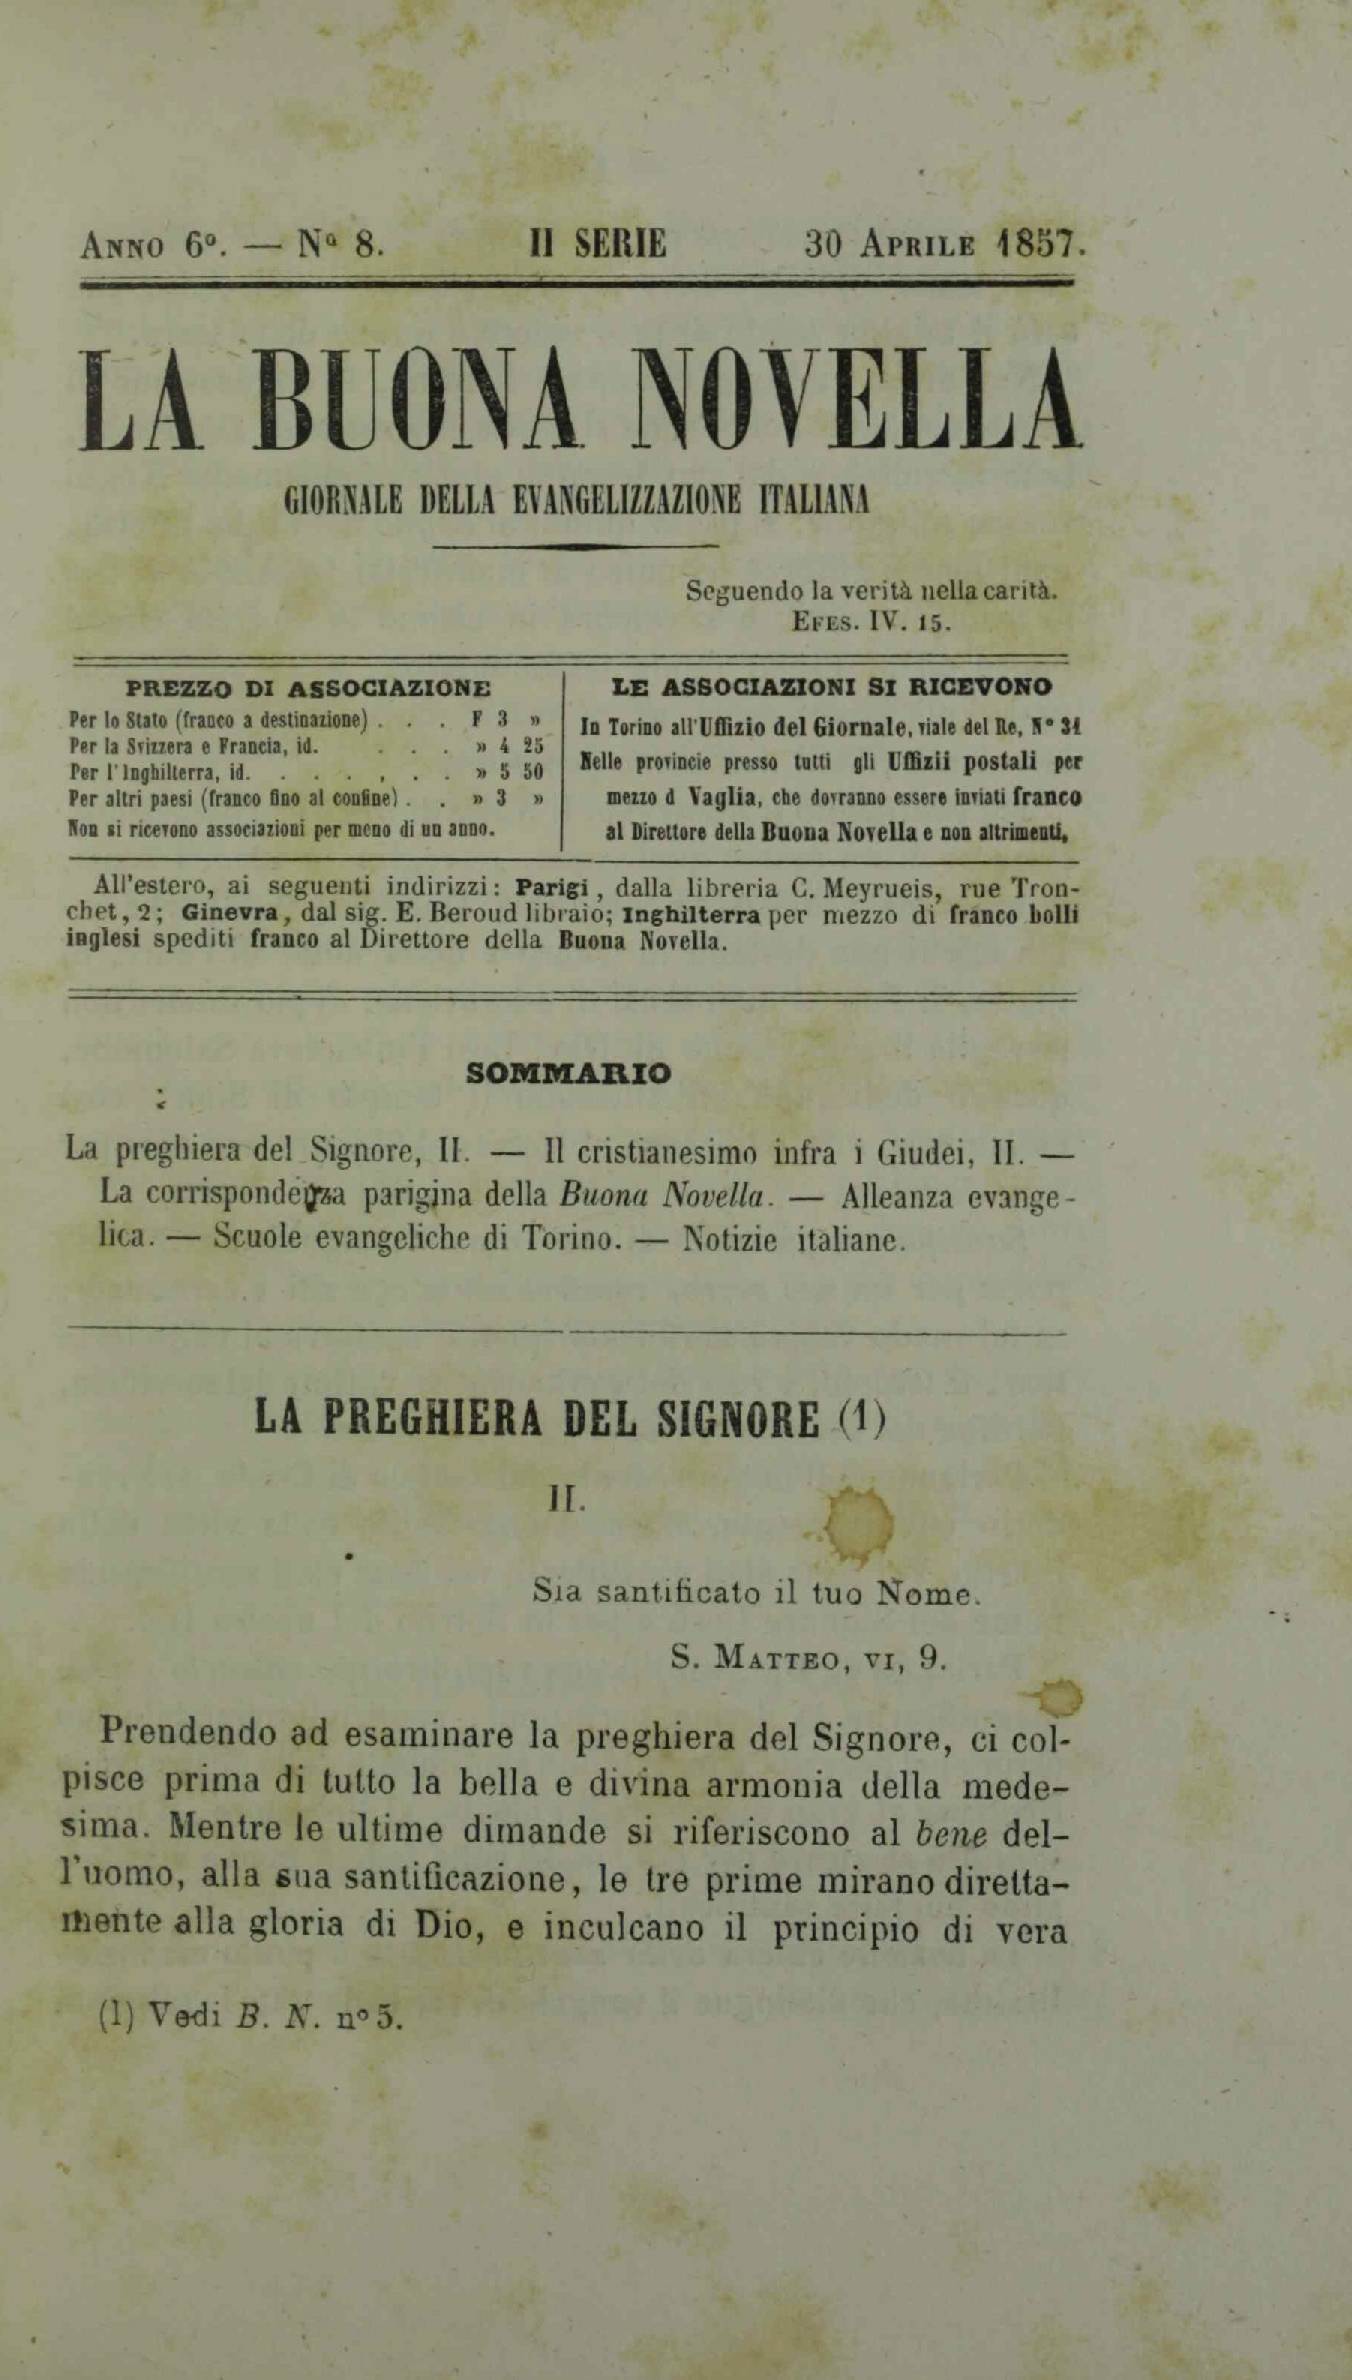 ANNO 6º. — Nº 8. II SERIE 30 APRILE 1857.
LA BUONA NOVELLA
GIORNALE DELLA EVANGELIZZAZIONE ITALIANA
Seguendo la verità nella carità.
EFES. IV. 15.
PREZZO DI ASSOCIAZIONE
Per lo Stato (franco a destinazione) . . . F 3 »
Per la Svizzera e Francia, id. . . . » 4 25
Per l'Inghilterra, id. . . . . . . » 5 50
Per altri paesi (franco fino al confine) . . » 3 »
Non si ricevono associazioni per meno di un anno.
LE ASSOCIAZIONI SI RICEVONO
In Torino all'Uffizio del Giornale, viale del Re, N° 31
Nelle provincie presso tutti gli Uffizii postali per
mezzo d Vaglia, che dovranno essere inviati franco
al Direttore della Buona Novella e non altrimenti,
All'estero, ai seguenti indirizzi: Parigi, dalla libreria C. Meyrueis, rue Tron-
chet, 2; Ginevra, dal sig. E. Beroud libraio; Inghilterra per mezzo di franco bolli
inglesi spediti franco al Direttore della Buona Novella.
SOMMARIO
La preghiera del Signore, II. — Il cristianesimo infra i Giudei, II. —
La corrispondenza parigina della Buona Novella. — Alleanza evange-
lica. — Scuole evangeliche di Torino. — Notizie italiane.
LA PREGHIERA DEL SIGNORE (1)
II.
Sia santificato il tuo Nome.
S. MATTEO, VI, 9.
Prendendo ad esaminare la preghiera del Signore, ci col-
pisce prima di tutto la bella e divina armonia della mede-
sima. Mentre le ultime dimande si riferiscono al bene del-
l'uomo, alla sua santificazione, le tre prime mirano diretta-
mente alla gloria di Dio, e inculcano il principio di vera
(1) Vedi B. N. nº 5.